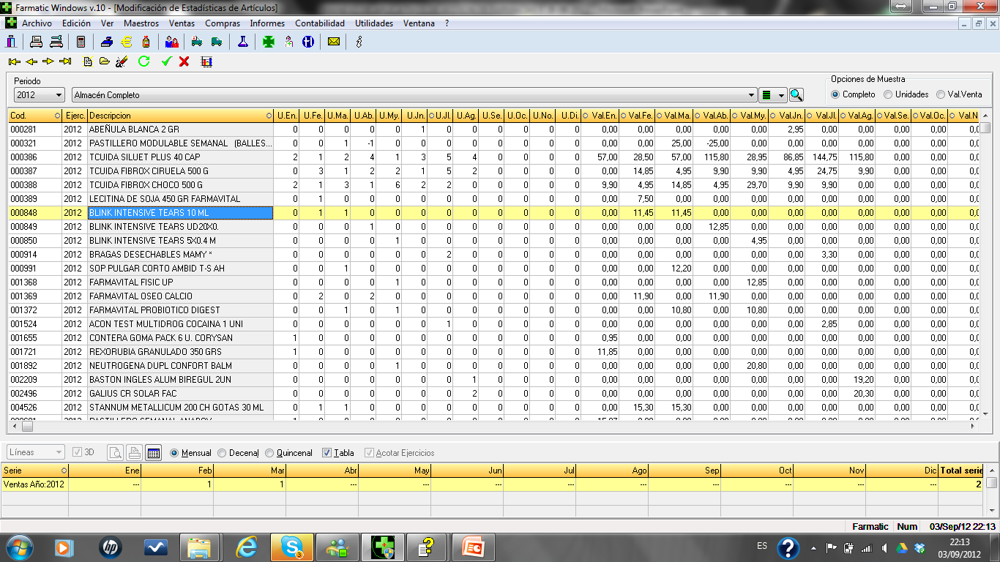 Farmatic Windows v.10 - [Modificación de Estadísticas de Artículos]
Archivo Edición Ver Maestros Ventas Compras Informes Contabilidad Utilidades Ventana ?
Periodo Opciones de Muestra
2012 Almacén Completo Completo Unidades Val.Venta
Cod. Ejerc. Descripcion U.En. U.Fe. U.Ma. U.Ab. U.My. U.Jn. U.Jl. U.Ag. U.Se. U.Oc. U.No. U.Di. Val.En. Val.Fe. Val.Ma. Val.Ab. Val.My. Val.Jn. Val.Jl. Val.Ag. Val.Se. Val.Oc. Val.N
000281 2012 ABEÑULA BLANCA 2 GR 0 0 0 0 0 1 0 0 0 0 0 0 0,00 0,00 0,00 0,00 0,00 2,95 0,00 0,00 0,00 0,00 0,0
000321 2012 PASTILLERO MODULABLE SEMANAL (BALLES... 0 0 1 -1 0 0 0 0 0 0 0 0 0,00 0,00 25,00 -25,00 0,00 0,00 0,00 0,00 0,00 0,00 0,0
000386 2012 TCUIDA SILUET PLUS 40 CAP 2 1 2 4 1 3 5 4 0 0 0 0 57,00 28,50 57,00 115,80 28,95 86,85 144,75 115,80 0,00 0,00 0,0
000387 2012 TCUIDA FIBROX CIRUELA 500 G 0 3 1 2 2 1 5 2 0 0 0 0 0,00 14,85 4,95 9,90 9,90 4,95 24,75 9,90 0,00 0,00 0,0
000388 2012 TCUIDA FIBROX CHOCO 500 G 2 1 3 1 6 2 2 0 0 0 0 0 9,90 4,95 14,85 4,95 29,70 9,90 9,90 0,00 0,00 0,00 0,0
000389 2012 LECITINA DE SOJA 450 GR FARMAVITAL 0 1 0 0 0 0 0 0 0 0 0 0 0,00 7,50 0,00 0,00 0,00 0,00 0,00 0,00 0,00 0,00 0,0
000848 2012 BLINK INTENSIVE TEARS 10 ML 0 1 1 0 0 0 0 0 0 0 0 0 0,00 11,45 11,45 0,00 0,00 0,00 0,00 0,00 0,00 0,00 0,0
000849 2012 BLINK INTENSIVE TEARS UD20X0. 0 0 0 1 0 0 0 0 0 0 0 0 0,00 0,00 0,00 12,85 0,00 0,00 0,00 0,00 0,00 0,00 0,0
000850 2012 BLINK INTENSIVE TEARS 5X0.4 M 0 0 0 0 1 0 0 0 0 0 0 0 0,00 0,00 0,00 0,00 4,95 0,00 0,00 0,00 0,00 0,00 0,0
000914 2012 BRAGAS DESECHABLES MAMY * 0 0 0 0 0 0 2 0 0 0 0 0 0,00 0,00 0,00 0,00 0,00 0,00 3,30 0,00 0,00 0,00 0,0
000991 2012 SOP PULGAR CORTO AMBID T-S AH 0 0 1 0 0 0 0 0 0 0 0 0 0,00 0,00 12,20 0,00 0,00 0,00 0,00 0,00 0,00 0,00 0,0
001368 2012 FARMAVITAL FISIC UP 0 0 0 0 1 0 0 0 0 0 0 0 0,00 0,00 0,00 0,00 12,85 0,00 0,00 0,00 0,00 0,00 0,0
001369 2012 FARMAVITAL OSEO CALCIO 0 2 0 2 0 0 0 0 0 0 0 0 0,00 11,90 0,00 11,90 0,00 0,00 0,00 0,00 0,00 0,00 0,0
001372 2012 FARMAVITAL PROBIOTICO DIGEST 0 0 1 0 1 0 0 0 0 0 0 0 0,00 0,00 10,80 0,00 10,80 0,00 0,00 0,00 0,00 0,00 0,0
001524 2012 ACON TEST MULTIDROG COCAINA 1 UNI 0 0 0 0 0 0 1 0 0 0 0 0 0,00 0,00 0,00 0,00 0,00 0,00 2,85 0,00 0,00 0,00 0,0
001655 2012 CONTERA GOMA PACK 6 U. CORYSAN 1 0 0 0 0 0 0 0 0 0 0 0 0,95 0,00 0,00 0,00 0,00 0,00 0,00 0,00 0,00 0,00 0,0
001721 2012 REXORUBIA GRANULADO 350 GRS 1 0 0 0 0 0 0 0 0 0 0 0 11,85 0,00 0,00 0,00 0,00 0,00 0,00 0,00 0,00 0,00 0,0
001892 2012 NEUTROGENA DUPL CONFORT BALM 0 0 0 0 1 0 0 0 0 0 0 0 0,00 0,00 0,00 0,00 20,80 0,00 0,00 0,00 0,00 0,00 0,0
002209 2012 BASTON INGLES ALUM BIREGUL 2UN 0 0 0 0 0 0 0 1 0 0 0 0 0,00 0,00 0,00 0,00 0,00 0,00 0,00 19,20 0,00 0,00 0,0
002496 2012 GALIUS CR SOLAR FAC 0 0 0 0 0 0 0 2 0 0 0 0 0,00 0,00 0,00 0,00 0,00 0,00 0,00 20,30 0,00 0,00 0,0
004526 2012 STANNUM METALLICUM 200 CH GOTAS 30 ML 0 1 1 0 0 0 0 0 0 0 0 0 0,00 15,30 15,30 0,00 0,00 0,00 0,00 0,00 0,00 0,00 0,0
Líneas 3D Mensual Decenal Quincenal Tabla Acotar Ejercicios
Serie Ene Feb Mar Abr May Jun Jul Ago Sep Oct Nov Dic Total serie
Ventas Año:2012 --- 1 1 --- --- --- --- --- --- --- --- --- 2
Farmatic Num 03/Sep/12 22:13
ES 22:13
03/09/2012